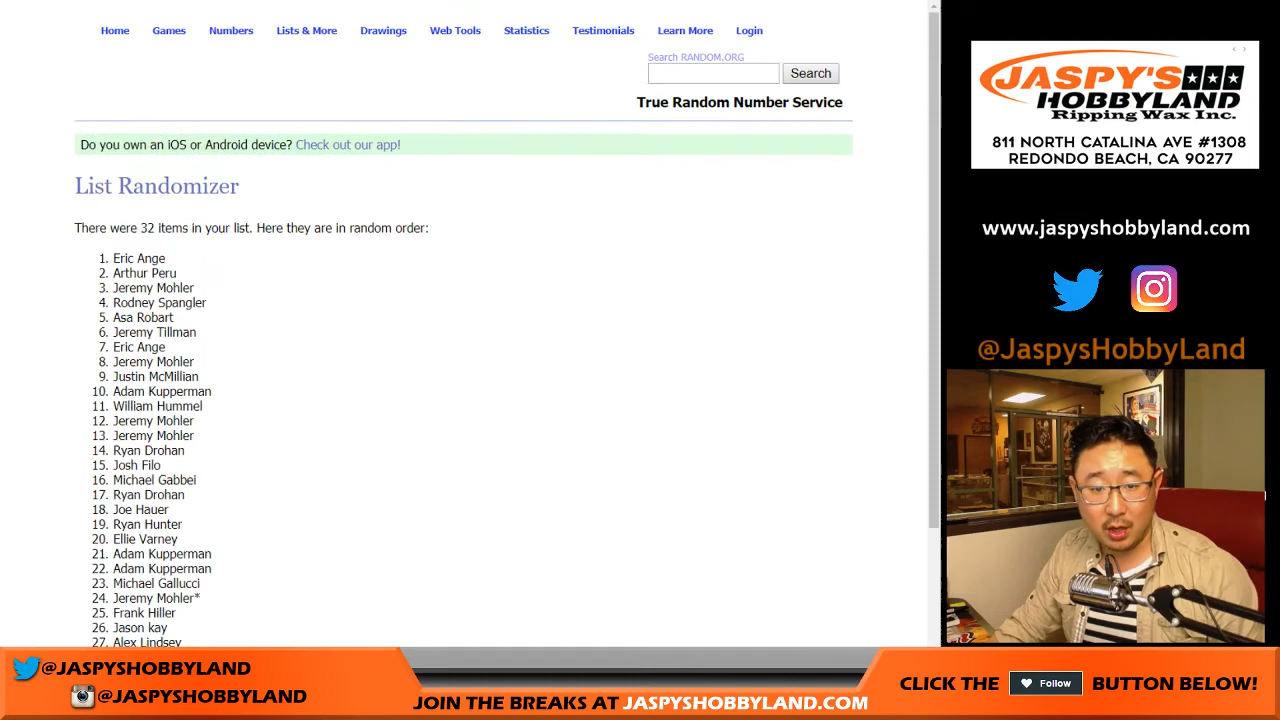 Home Games Numbers Lists & More Drawings Web Tools Statistics Testimonials Learn More Login
Search RANDOM.ORG
Search
True Random Number Service
Do you own an iOS or Android device? Check out our app!
List Randomizer
There were 32 items in your list. Here they are in random order:
1. Eric Ange
2. Arthur Peru
3. Jeremy Mohler
4. Rodney Spangler
5. Asa Robart
6. Jeremy Tillman
7. Eric Ange
8. Jeremy Mohler
9. Justin McMillian
10. Adam Kupperman
11. William Hummel
12. Jeremy Mohler
13. Jeremy Mohler
14. Ryan Drohan
15. Josh Filo
16. Michael Gabbei
17. Ryan Drohan
18. Joe Hauer
19. Ryan Hunter
20. Ellie Varney
21. Adam Kupperman
22. Adam Kupperman
23. Michael Gallucci
24. Jeremy Mohler*
25. Frank Hiller
26. Jason kay
27. Alex Lindsey
JASPY'S
HOBBYLAND
Ripping Wax Inc.
811 NORTH CATALINA AVE #1308
REDONDO BEACH, CA 90277
www.jaspyshobbyland.com
@JaspysHobbyLand
@JASPYSHOBBYLAND
@JASPYSHOBBYLAND
JOIN THE BREAKS AT JASPYSHOBBYLAND.COM
CLICK THE Follow BUTTON BELOW!